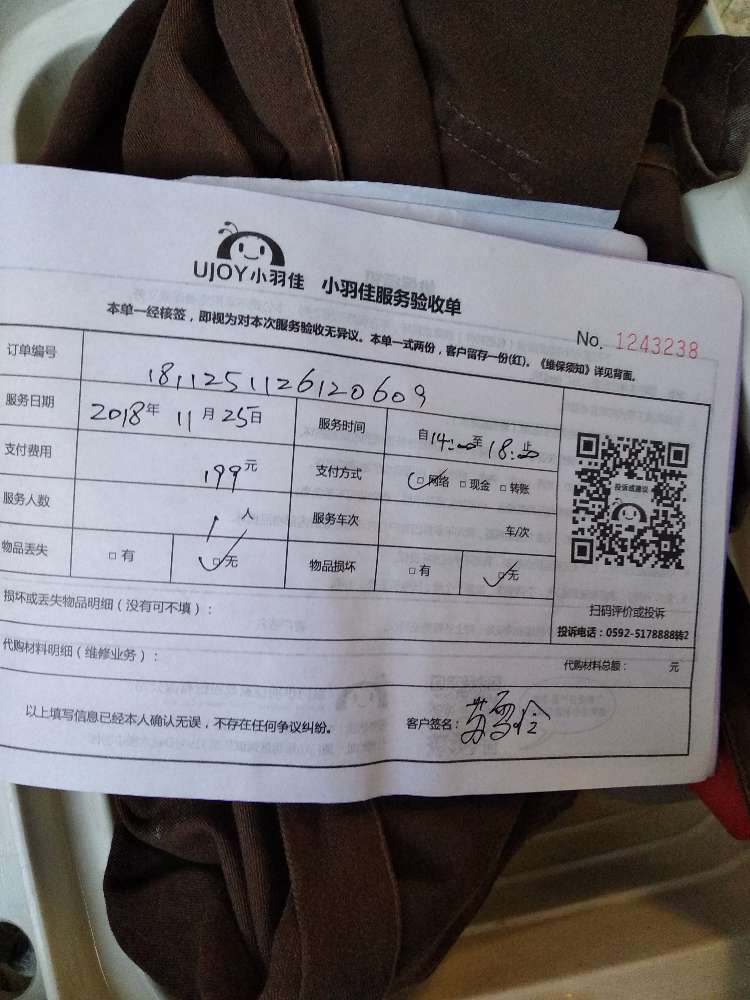 UJOY小羽佳 小羽佳服务验收单
本单一经核签，即视为对本次服务验收无异议。本单一式两份，客户留存一份(红)。《维保须知》详见背面。
No. 1243238
订单编号 1811251126120609
服务日期 2018年 11月 25日 服务时间 自14:00至18:00止
支付费用 199元 支付方式 □网络 □现金 □转账
服务人数 1人 服务车次 车/次
物品丢失 □有 □无 物品损坏 □有 □无
投诉或建议
扫码评价或投诉
投诉电话：0592-5178888转2
损坏或丢失物品明细（没有可不填）：
代购材料明细（维修业务）： 代购材料总额： 元
以上填写信息已经本人确认无误，不存在任何争议纠纷。 客户签名：